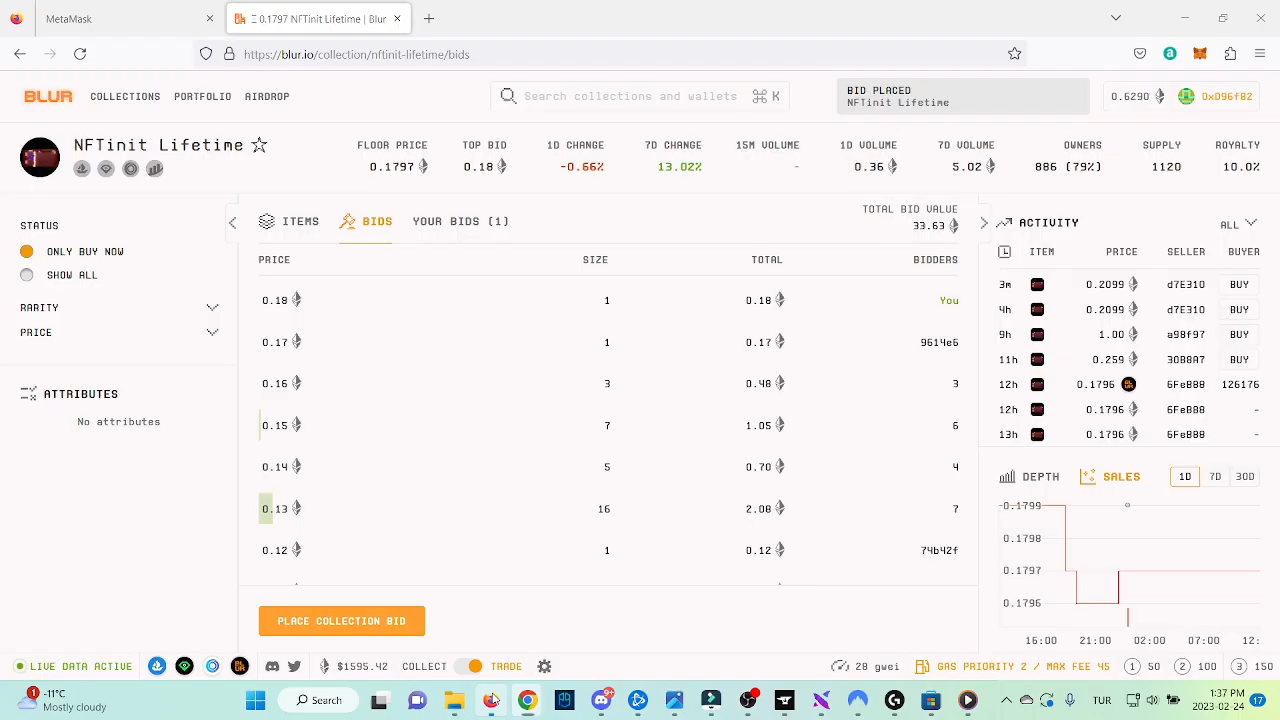 MetaMask
0.1797 NFTinit Lifetime | Blur
https://blur.io/collection/nftinit-lifetime/bids
BLUR COLLECTIONS PORTFOLIO AIRDROP
Search collections and wallets ⌘ K
BID PLACED
NFTinit Lifetime
0.6290 0x096f82
NFTinit Lifetime
FLOOR PRICE TOP BID 1D CHANGE 7D CHANGE 15M VOLUME 1D VOLUME 7D VOLUME OWNERS SUPPLY ROYALTY
0.1797 0.18 -0.66% 13.02% - 0.36 5.02 886 (79%) 1120 10.0%
STATUS
ONLY BUY NOW
SHOW ALL
RARITY
PRICE
ATTRIBUTES
No attributes
ITEMS BIDS YOUR BIDS (1)
TOTAL BID VALUE
33.63
PRICE SIZE TOTAL BIDDERS
0.18 1 0.18 You
0.17 1 0.17 9614e6
0.16 3 0.48 3
0.15 7 1.05 6
0.14 5 0.70 4
0.13 16 2.08 7
0.12 1 0.12 74b42f
PLACE COLLECTION BID
ACTIVITY ALL
ITEM PRICE SELLER BUYER
3m 0.2099 d7E310 BUY
4h 0.2099 d7E310 BUY
9h 1.00 a98f97 BUY
11h 0.259 3088A7 BUY
12h 0.1796 6FeB88 126176
12h 0.1796 6FeB88 -
13h 0.1796 6FeB88 -
DEPTH SALES 1D 7D 30D
0.1799
0.1798
0.1797
0.1796
16:00 21:00 02:00 07:00 12:
LIVE DATA ACTIVE
$1595.42 COLLECT TRADE
28 gwei GAS PRIORITY 2 / MAX FEE 45 1 50 2 100 3 150
1
-11°C
Mostly cloudy
Search
TUR
1:37 PM
2023-02-24
17